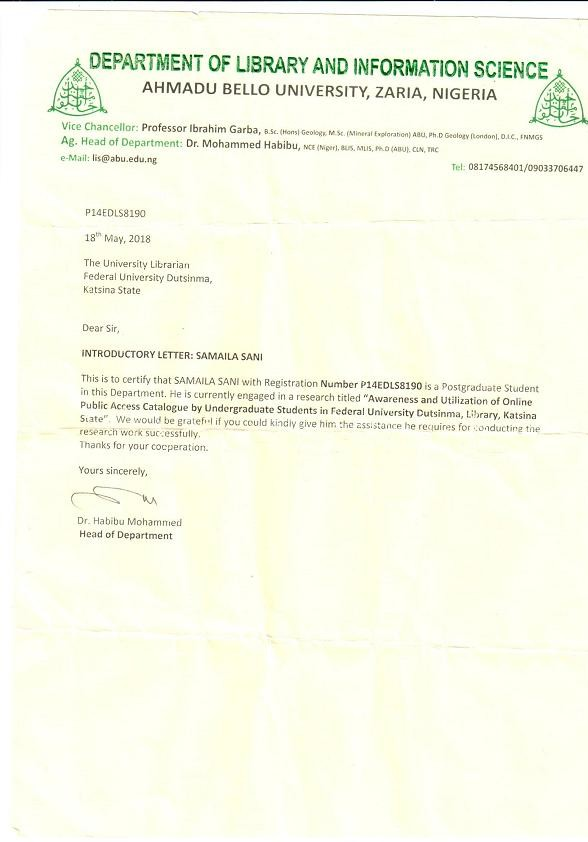 DEPARTMENT OF LIBRARY AND INFORMATION SCIENCE
AHMADU BELLO UNIVERSITY, ZARIA, NIGERIA
Vice Chancellor: Professor Ibrahim Garba, B.Sc. (Hons) Geology, M.Sc. (Mineral Exploration) ABU, Ph.D Geology (London), D.I.C., FNMGS
Ag. Head of Department: Dr. Mohammed Habibu, NCE (Niger), BLIS, MLIS, Ph.D (ABU), CLN, TRC
e-Mail: lis@abu.edu.ng
Tel: 08174568401/09033706447
P14EDLS8190
18th May, 2018
The University Librarian
Federal University Dutsinma,
Katsina State
Dear Sir,
INTRODUCTORY LETTER: SAMAILA SANI
This is to certify that SAMAILA SANI with Registration Number P14EDLS8190 is a Postgraduate Student
in this Department. He is currently engaged in a research titled "Awareness and Utilization of Online
Public Access Catalogue by Undergraduate Students in Federal University Dutsinma, Library, Katsina
State". We would be grateful if you could kindly give him the assistance he requires for conducting the
research work successfully.
Thanks for your cooperation.
Yours sincerely,
Dr. Habibu Mohammed
Head of Department